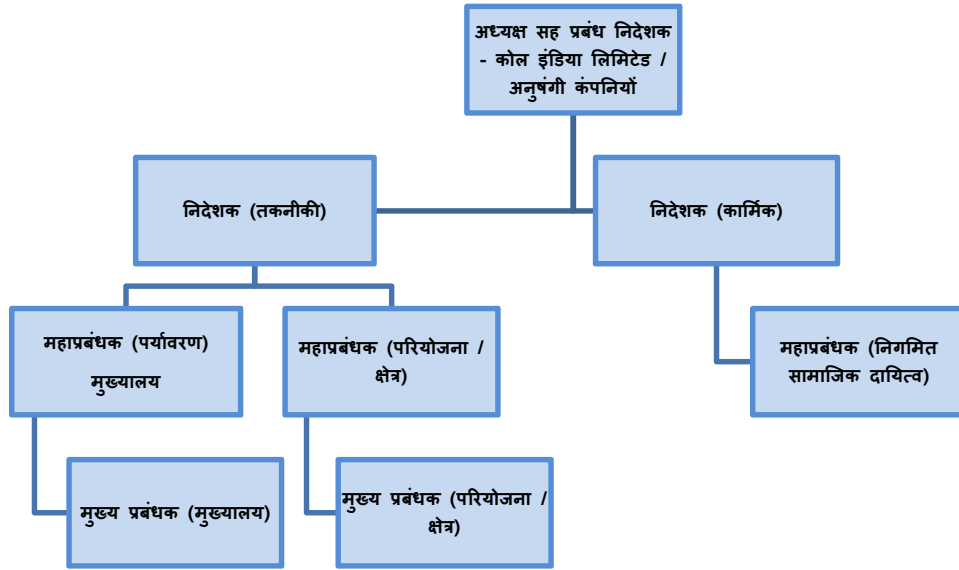 अध्यक्ष सह प्रबंध निदेशक
- कोल इंडिया लिमिटेड /
अनुषंगी कंपनियों
निदेशक (तकनीकी)
निदेशक (कार्मिक)
महाप्रबंधक (पर्यावरण)
मुख्यालय
महाप्रबंधक (परियोजना /
क्षेत्र)
महाप्रबंधक (निगमित
सामाजिक दायित्व)
मुख्य प्रबंधक (मुख्यालय)
मुख्य प्रबंधक (परियोजना /
क्षेत्र)